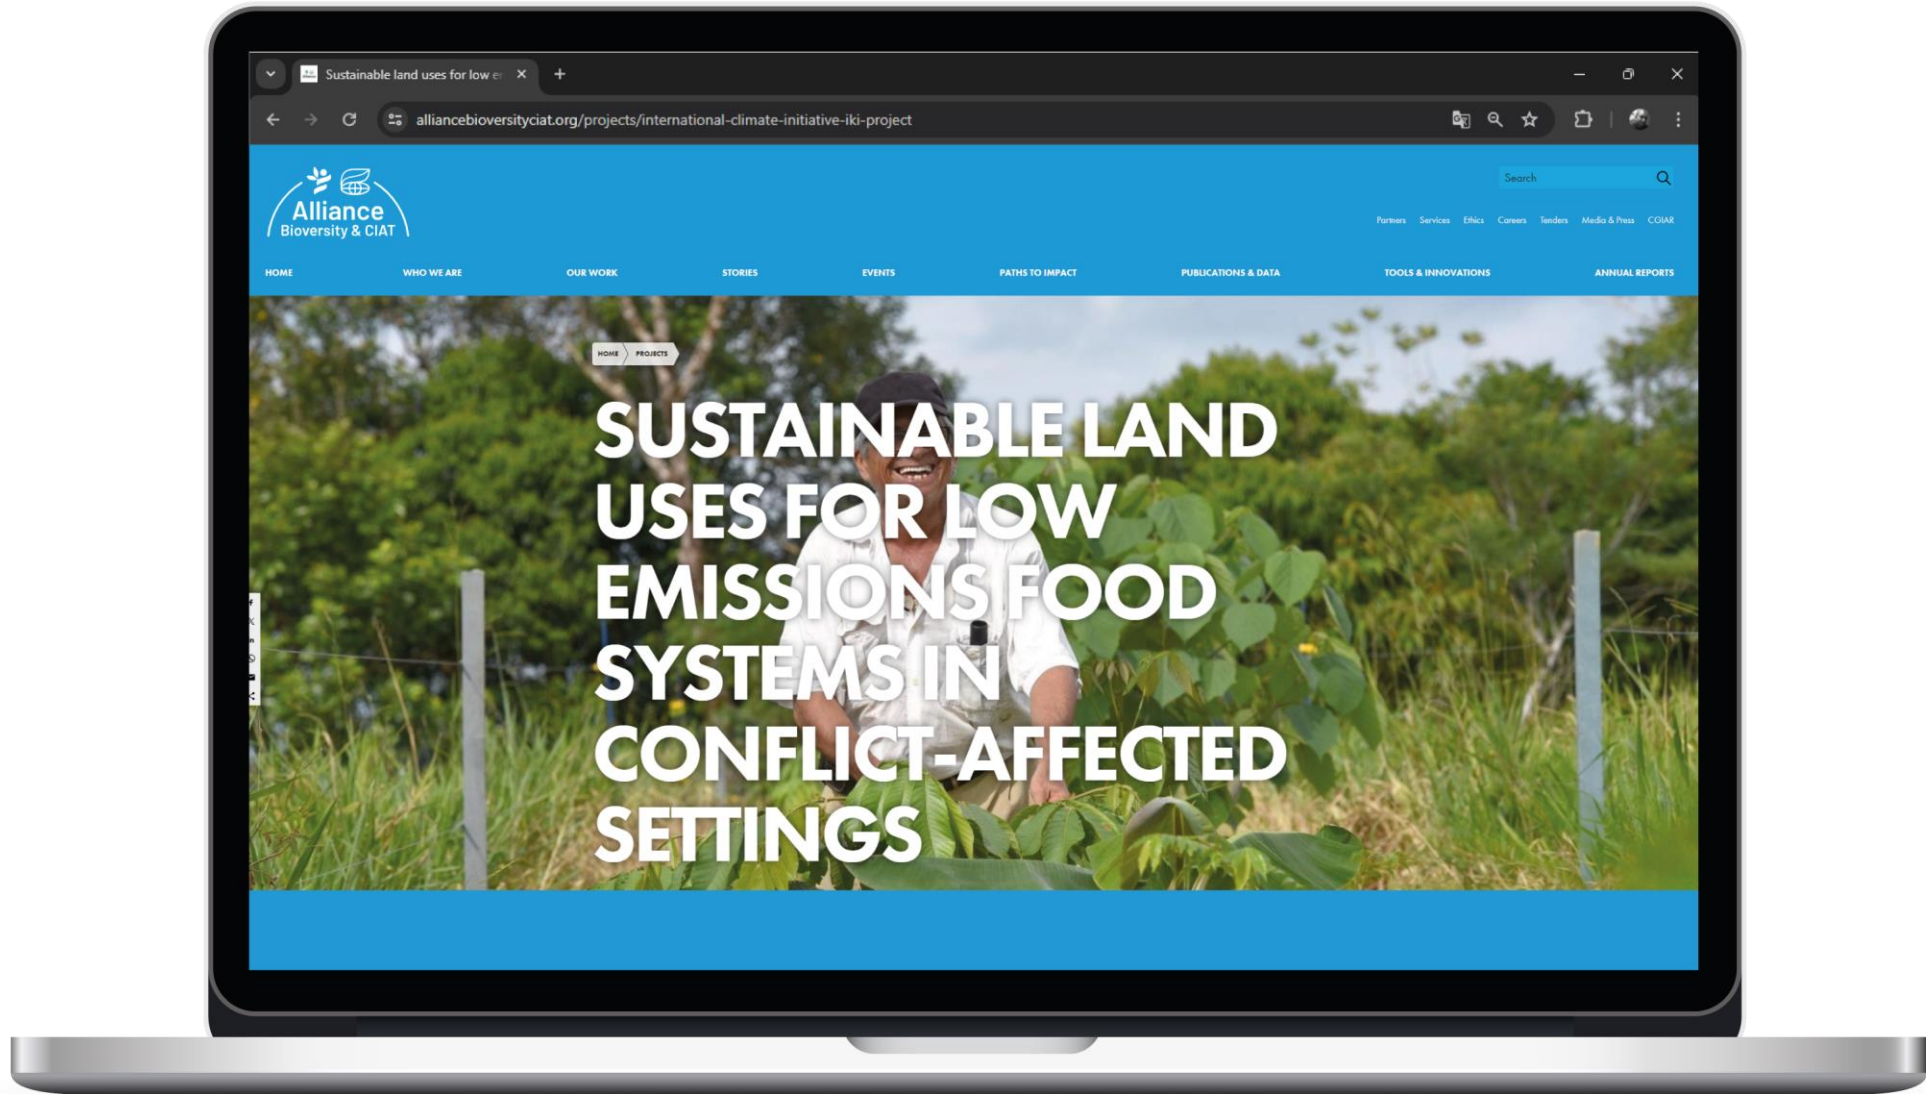 Sustainable land uses for low e
alliancebioversityciat.org/projects/international-climate-initiative-iki-project
Alliance
Bioversity & CIAT
Search
Partners Services Ethics Careers Tenders Media & Press CGIAR
HOME WHO WE ARE OUR WORK STORIES EVENTS PATHS TO IMPACT PUBLICATIONS & DATA TOOLS & INNOVATIONS ANNUAL REPORTS
HOME PROJECTS
SUSTAINABLE LAND
USES FOR LOW
EMISSIONS FOOD
SYSTEMS IN
CONFLICT-AFFECTED
SETTINGS